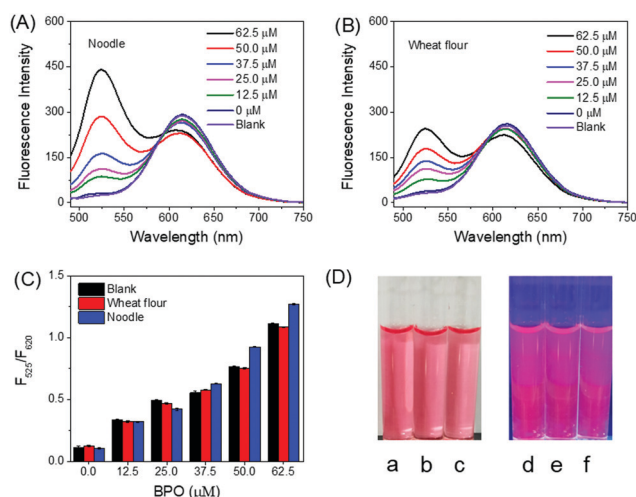 (A)
Noodle
62.5 μM
50.0 μM
37.5 μM
25.0 μM
12.5 μM
0 μM
Blank
Fluorescence Intensity
600
450
300
150
0
500 550 600 650 700 750
Wavelength (nm)
(B)
Wheat flour
62.5 μM
50.0 μM
37.5 μM
25.0 μM
12.5 μM
0 μM
Blank
Fluorescence Intensity
600
450
300
150
0
500 550 600 650 700 750
Wavelength (nm)
(C)
Blank
Wheat flour
Noodle
F525/F620
1.5
1.0
0.5
0.0
0.0 12.5 25.0 37.5 50.0 62.5
BPO (μM)
(D)
a b c d e f